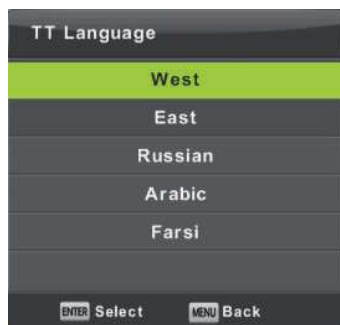 TT Language
West
East
Russian
Arabic
Farsi
ENTER Select MENU Back